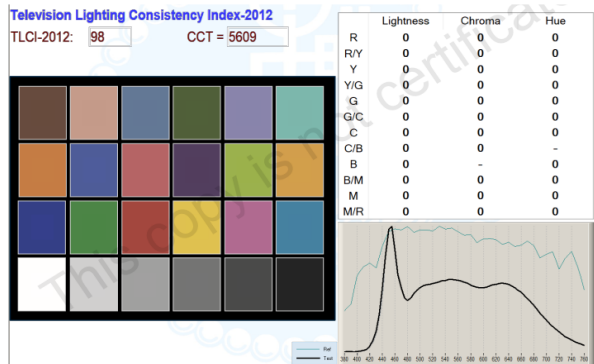 Television Lighting Consistency Index-2012
TLCI-2012: 98 CCT = 5609
Lightness Chroma Hue
R 0 0 0
R/Y 0 0 0
Y 0 0 0
Y/G 0 0 0
G 0 0 0
G/C 0 0 0
C 0 0 0
C/B 0 0 -
B 0 - 0
B/M 0 0 0
M 0 0 0
M/R 0 0 0
This copy is not certificat
380 400 420 440 460 480 500 520 540 560 580 600 620 640 660 680 700 720 740 760
Ref
Test